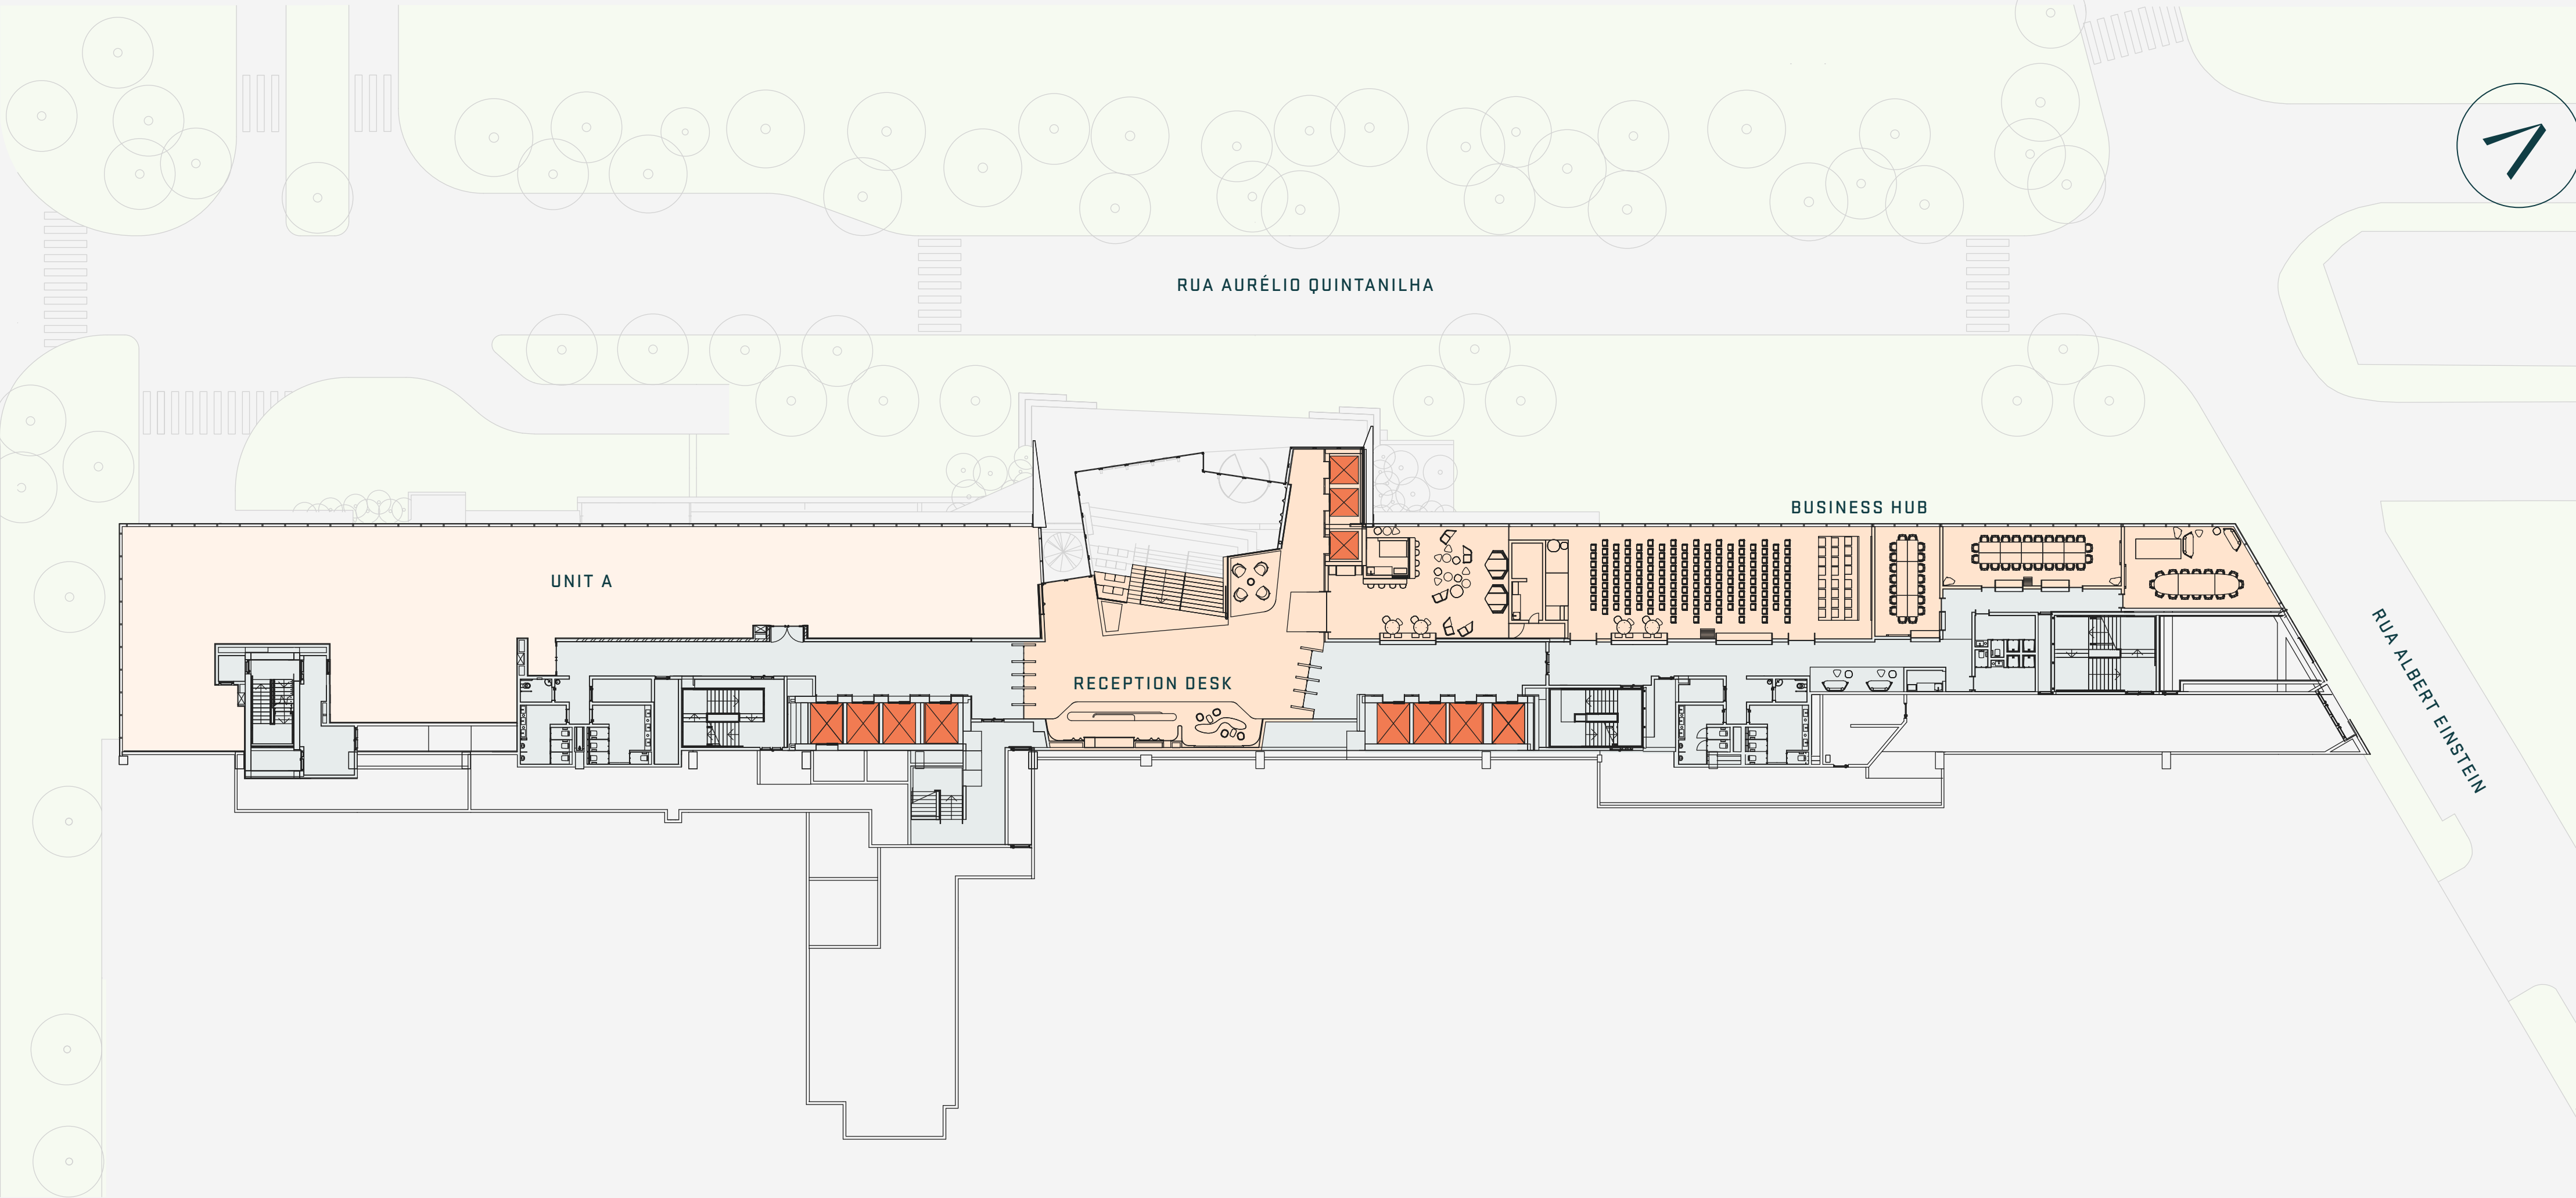 RUA AURÉLIO QUINTANILHA
BUSINESS HUB
UNIT A
RECEPTION DESK
RUA ALBERT EINSTEIN